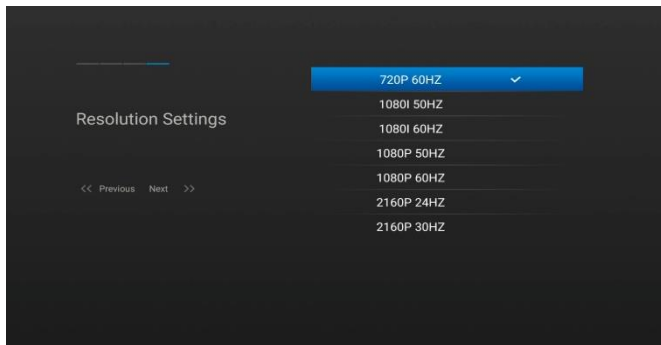 Resolution Settings
<< Previous Next >>
720P 60HZ
1080I 50HZ
1080I 60HZ
1080P 50HZ
1080P 60HZ
2160P 24HZ
2160P 30HZ